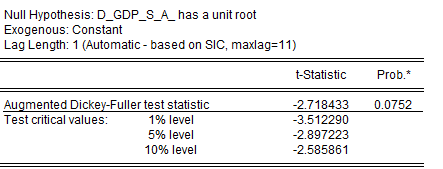 Null Hypothesis: D_GDP_S_A_ has a unit root
Exogenous: Constant
Lag Length: 1 (Automatic - based on SIC, maxlag=11)
t-Statistic Prob.*
Augmented Dickey-Fuller test statistic -2.718433 0.0752
Test critical values: 1% level -3.512290
5% level -2.897223
10% level -2.585861